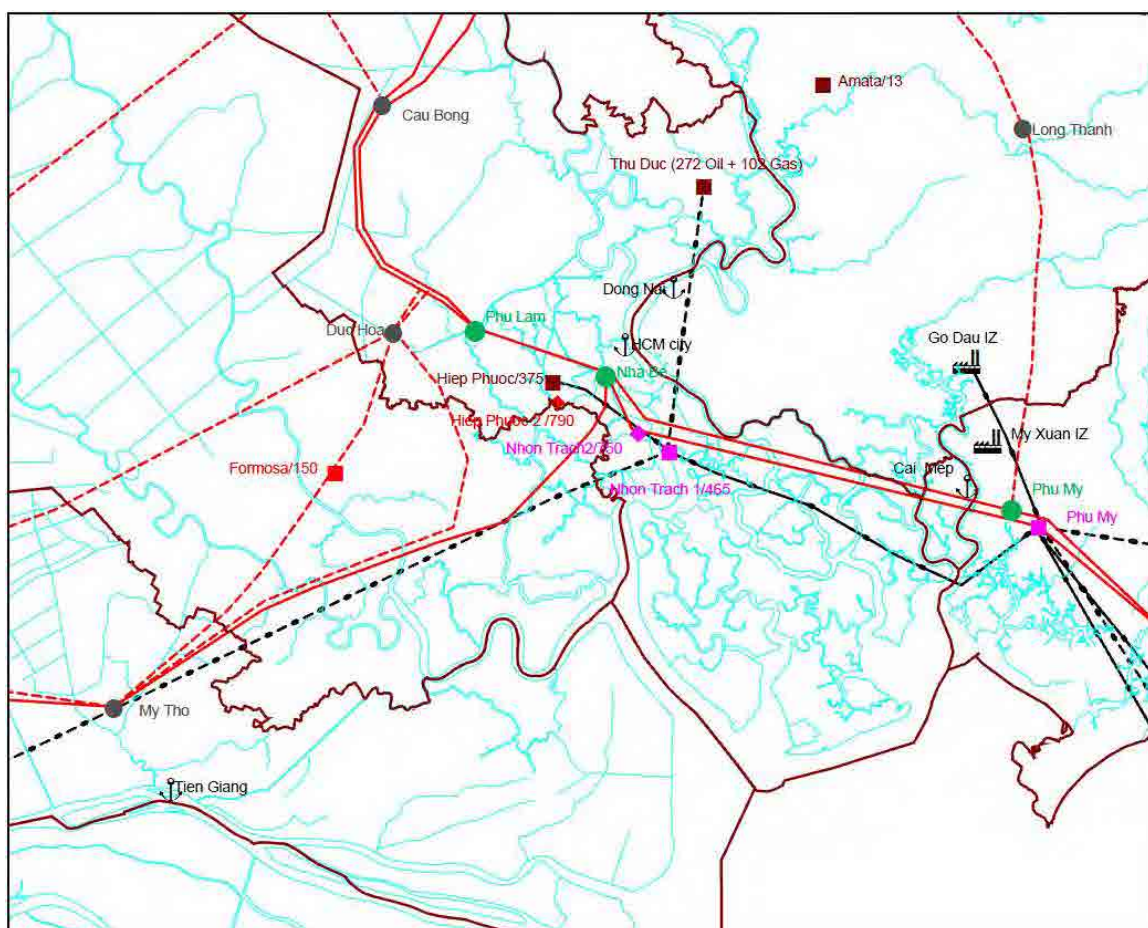 Amata/13
Cau Bong
Long Thanh
Thu Duc (272 Oil + 102 Gas)
Dong Nai
Phu Lam
Duc Hoa
HCM city
Go Dau IZ
Nha Be
Hiep Phuoc/375
Hiep Phuoc 2/790
My Xuan IZ
Nhon Trach2/750
Formosa/150
Cai Mep
Nhon Trach 1/455
Phu My
Phu My
My Tho
Tien Giang